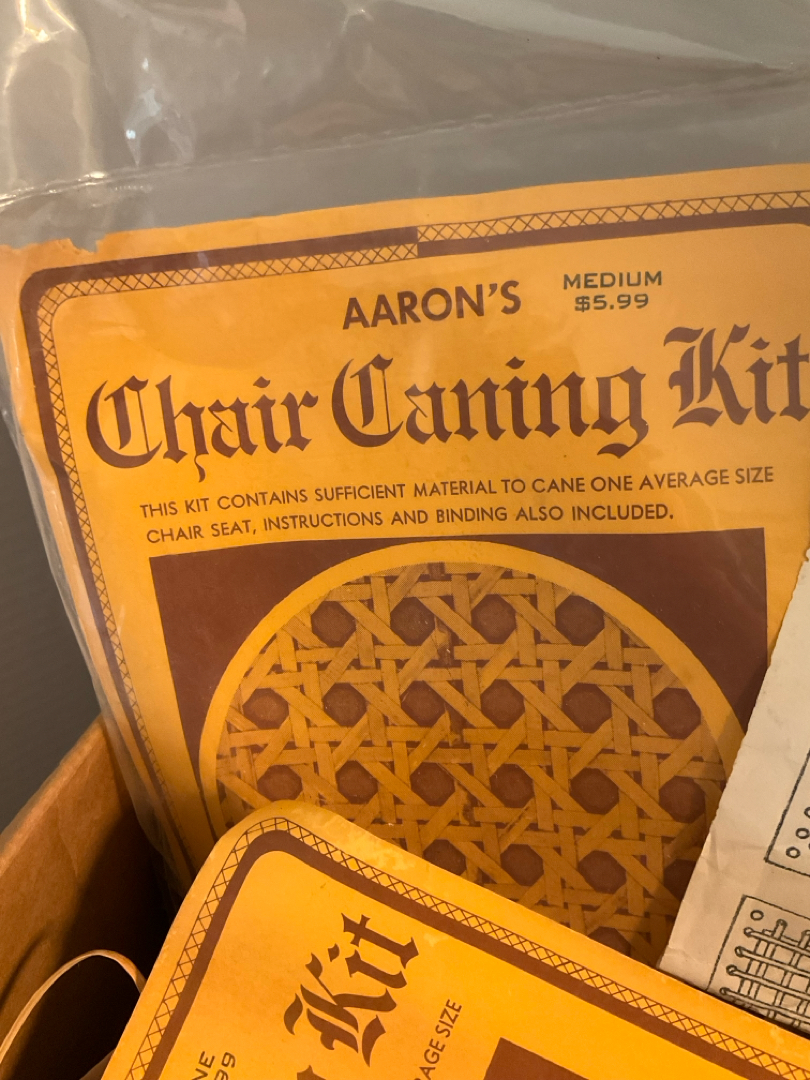 AARON'S
MEDIUM
$5.99
Chair Caning Kit
THIS KIT CONTAINS SUFFICIENT MATERIAL TO CANE ONE AVERAGE SIZE
CHAIR SEAT, INSTRUCTIONS AND BINDING ALSO INCLUDED.
Kit
SIZE